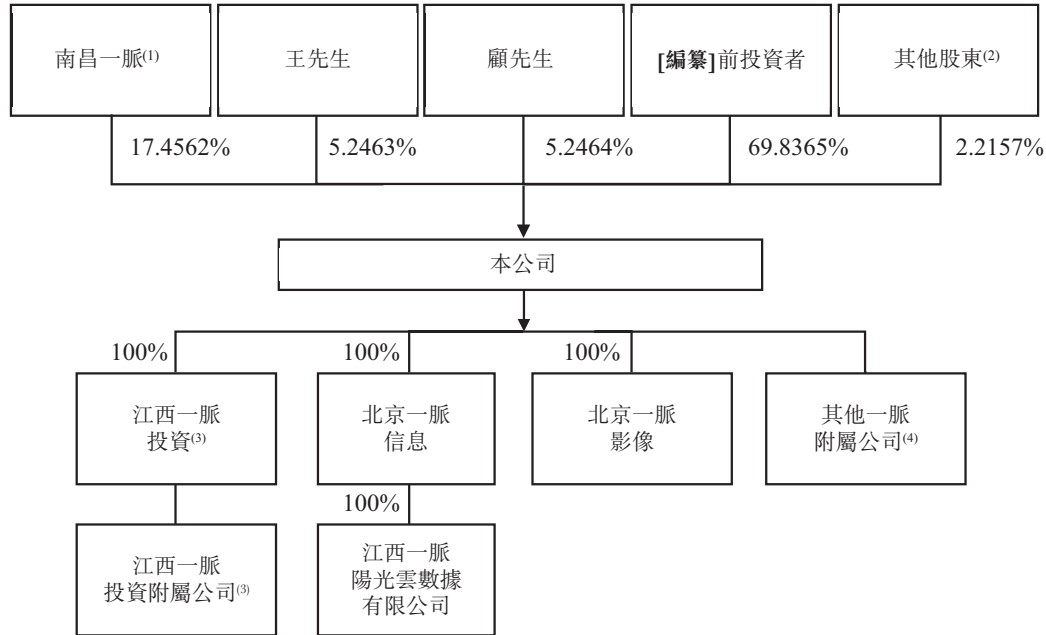 南昌一脈(1)
王先生
顧先生
[編纂]前投資者
其他股東(2)
17.4562%
5.2463%
5.2464%
69.8365%
2.2157%
本公司
100%
100%
100%
江西一脈
投資(3)
北京一脈
信息
北京一脈
影像
其他一脈
附屬公司(4)
100%
江西一脈
投資附屬公司(3)
江西一脈
陽光雲數據
有限公司